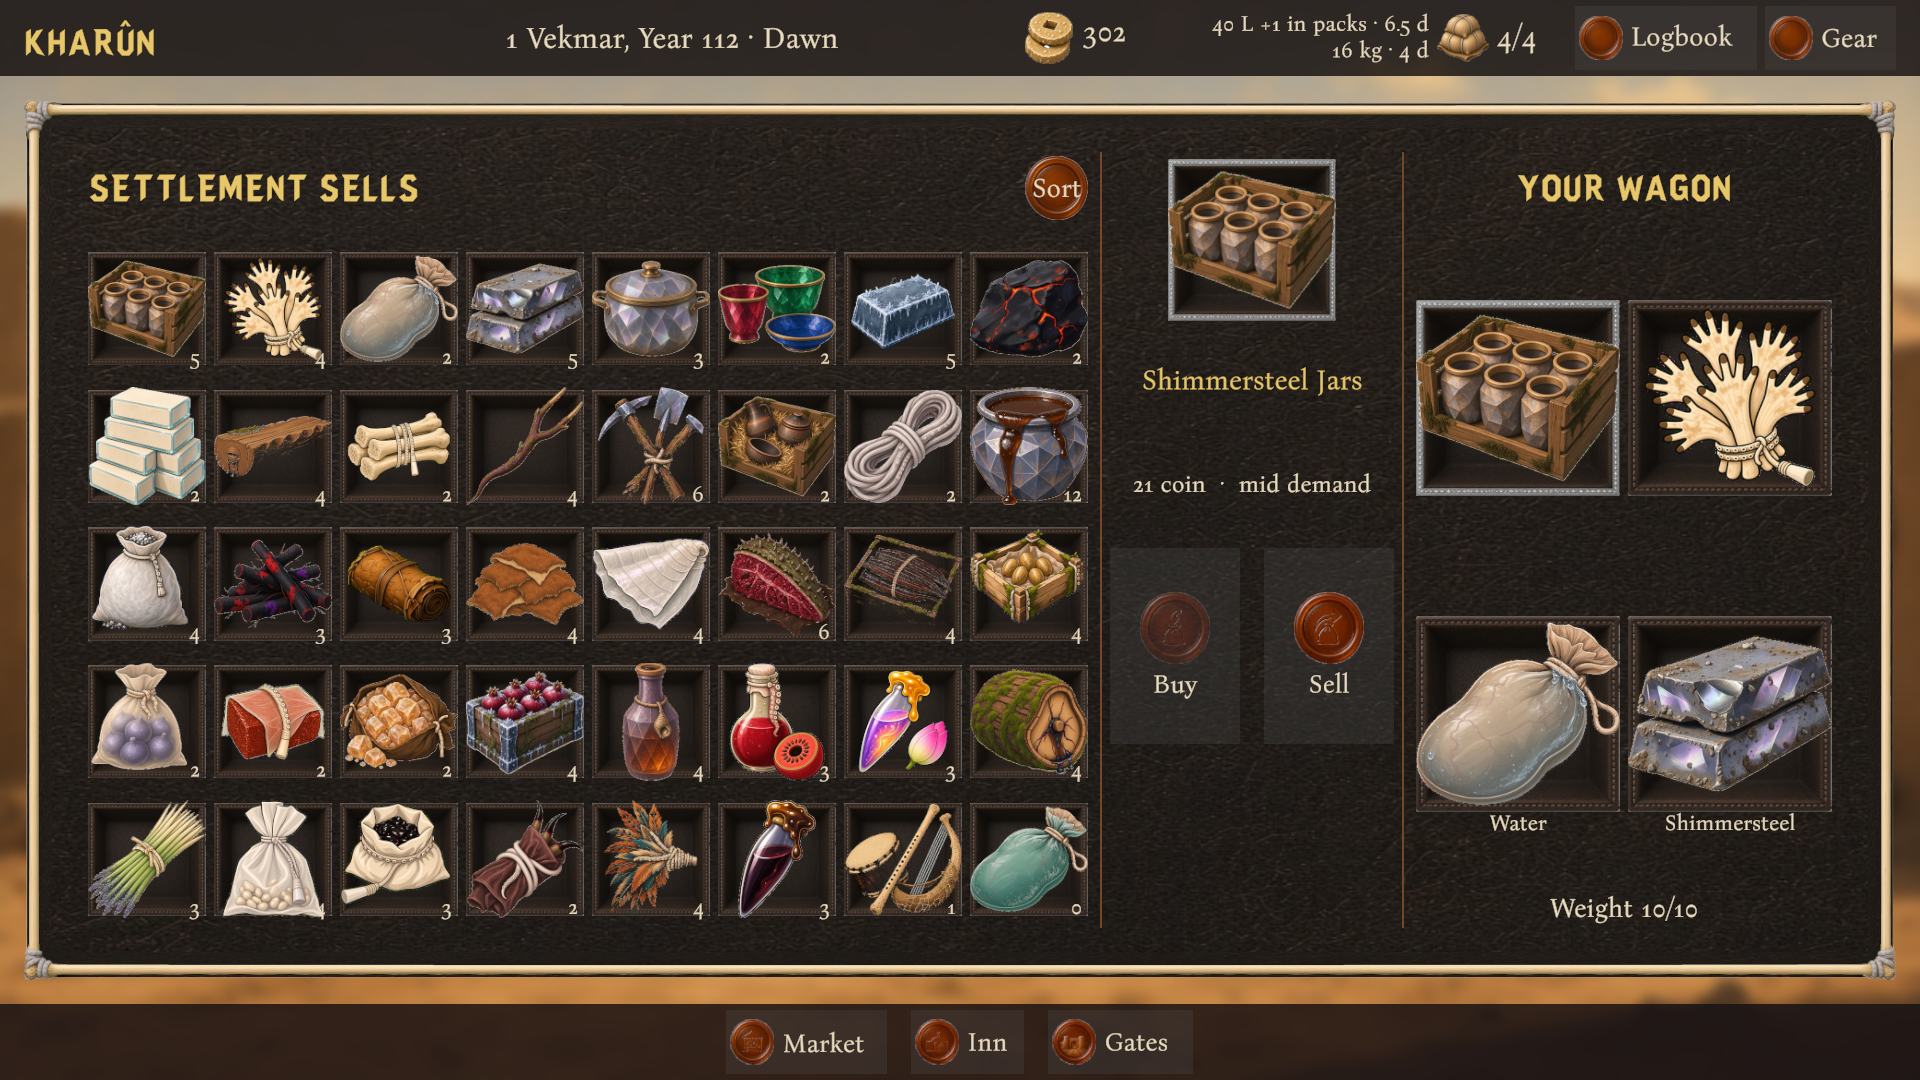 KHARÛN
1 Vekmar, Year 112 · Dawn
302
40 L +1 in packs · 6.5 d
16 kg · 4 d
4/4
Logbook
Gear
SETTLEMENT SELLS
Sort
5 4 2 5 3 2 5 2
2 4 2 4 6 2 2 12
4 3 3 4 4 6 4 4
2 2 2 4 4 3 3 4
3 4 3 2 4 3 1 0
Shimmersteel Jars
21 coin · mid demand
Buy
Sell
YOUR WAGON
Water
Shimmersteel
Weight 10/10
Market
Inn
Gates